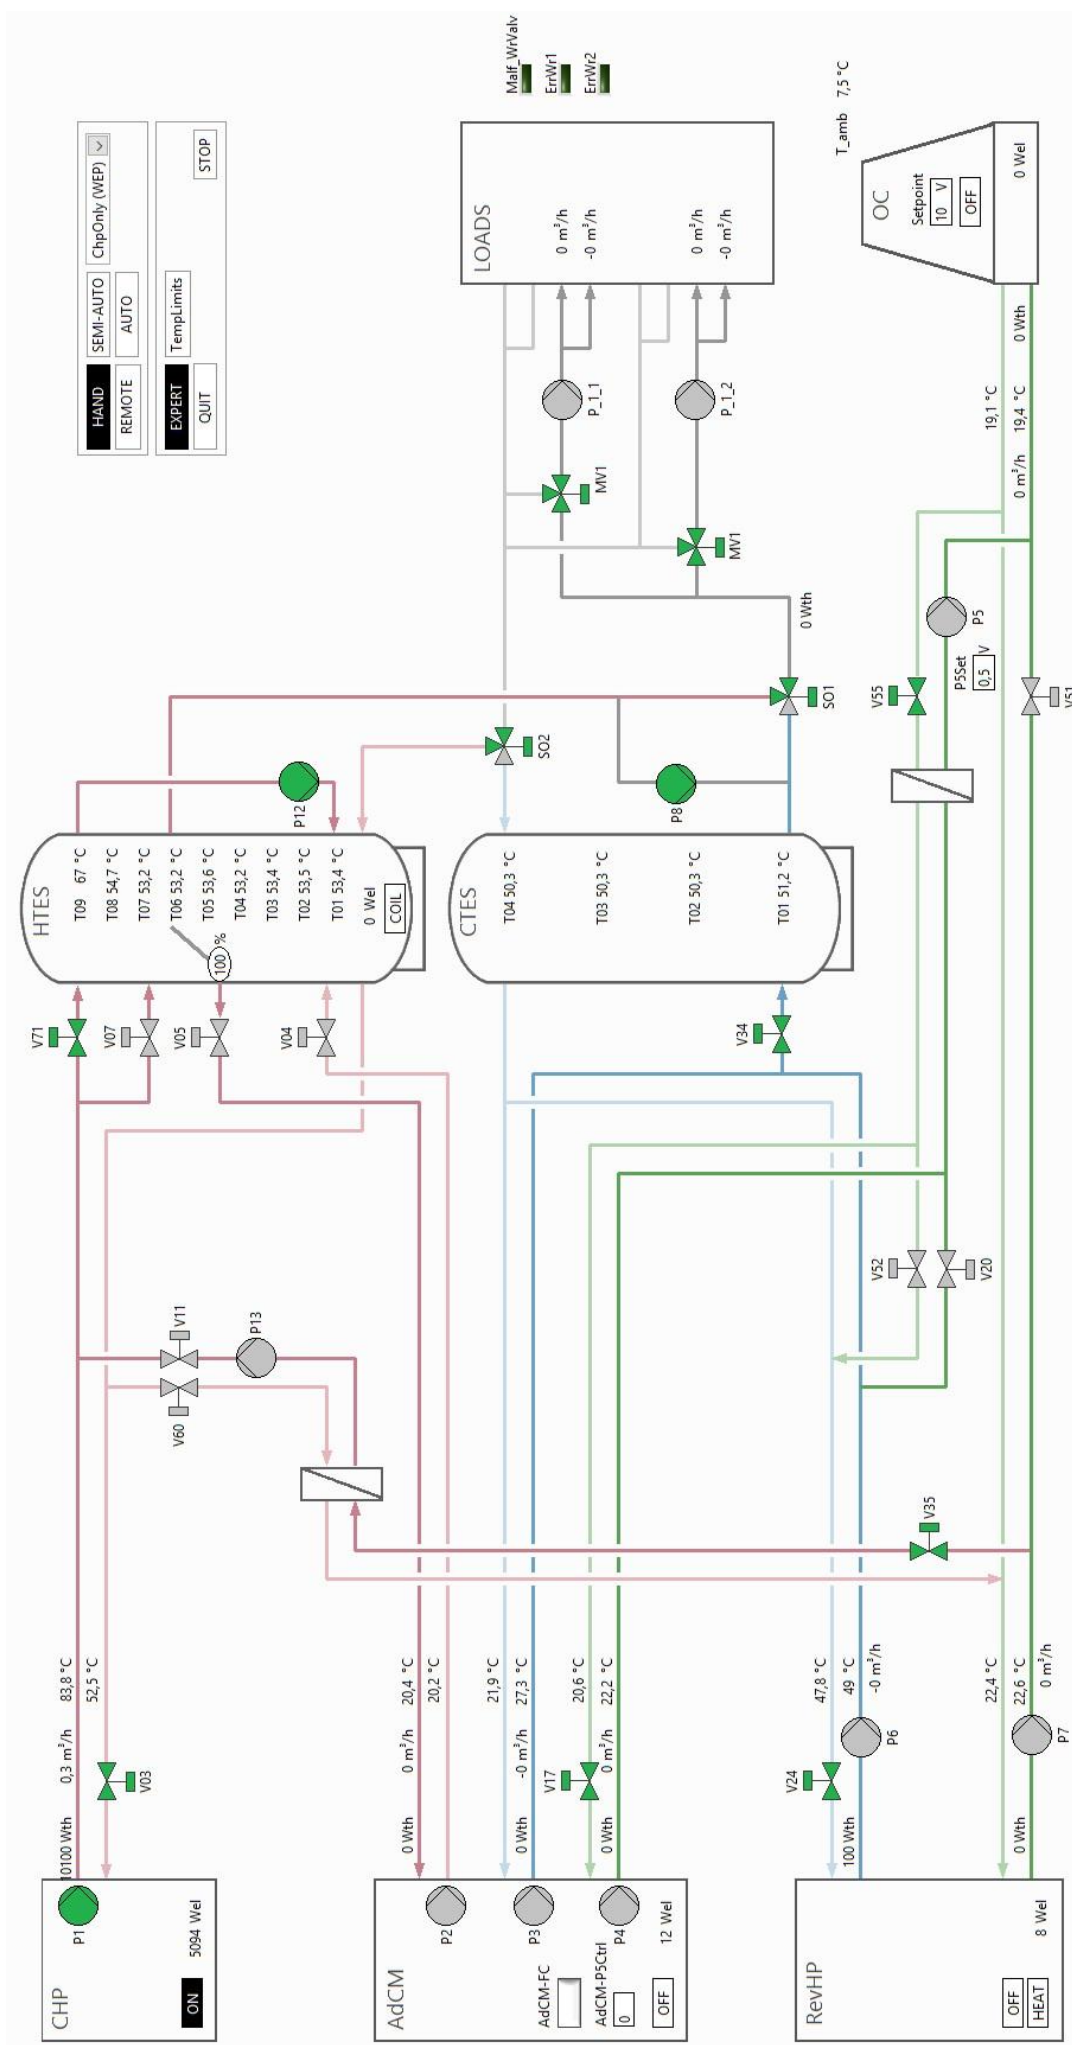 CHP
ON
5094 Wel
P1
10100 Wth
0,3 m³/h
83,8 °C
52,5 °C
V03
V60
V11
P13
V71
V07
V05
V04
HTES
T09 67 °C
T08 54,7 °C
T07 53,2 °C
T06 53,2 °C
T05 53,6 °C
T04 53,2 °C
T03 53,4 °C
T02 53,5 °C
T01 53,4 °C
100 %
0 Wel
COIL
P12
HAND
SEMI-AUTO
ChpOnly (WEP)
REMOTE
AUTO
EXPERT
TempLimits
QUIT
STOP
AdCM
AdCM-FC
AdCM-P5Ctrl
0
OFF
12 Wel
P2
P3
P4
0 Wth
0 m³/h
20,4 °C
20,2 °C
21,9 °C
0 Wth
-0 m³/h
27,3 °C
V17
20,6 °C
0 Wth
0 m³/h
22,2 °C
V34
CTES
T04 50,3 °C
T03 50,3 °C
T02 50,3 °C
T01 51,2 °C
SO2
P8
SO1
0 Wth
MV1
MV1
P_1_1
P_1_2
LOADS
0 m³/h
-0 m³/h
0 m³/h
-0 m³/h
Malf_WrValv
ErrWr1
ErrWr2
RevHP
OFF
HEAT
8 Wel
V24
47,8 °C
100 Wth
49 °C
-0 m³/h
P6
22,4 °C
0 Wth
22,6 °C
0 m³/h
P7
V35
V52
V20
V55
P5Set
0,5 V
P5
V51
19,1 °C
0 m³/h
19,4 °C
0 Wth
T_amb 7,5 °C
OC
Setpoint
10 V
OFF
0 Wel